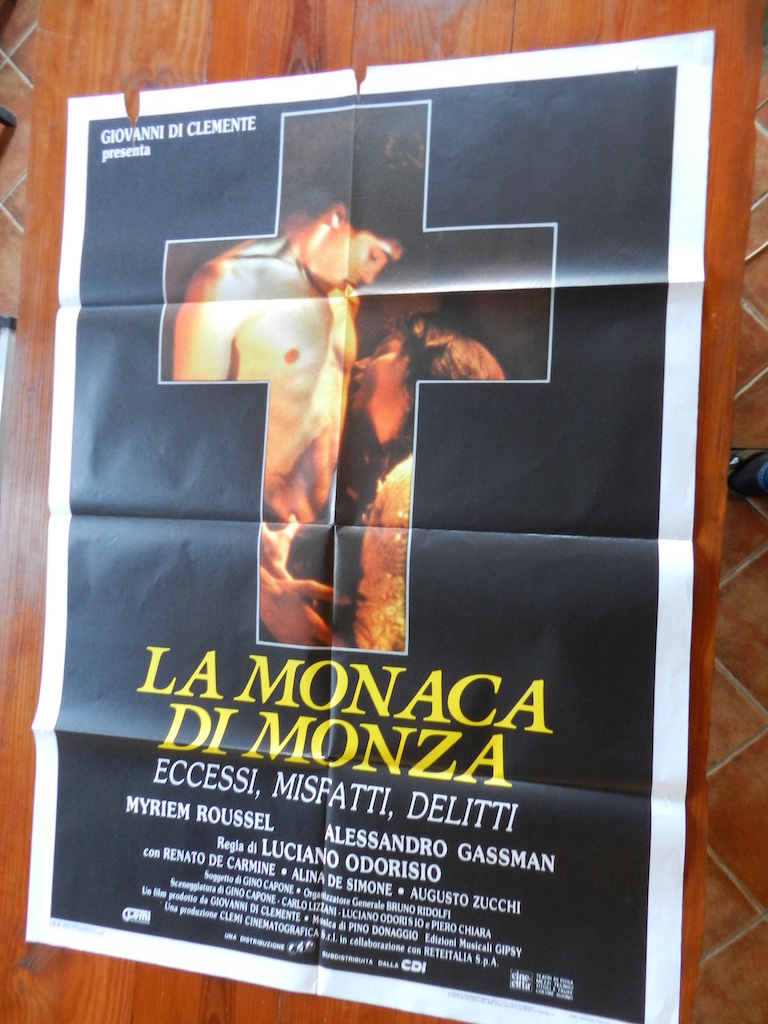 GIOVANNI DI CLEMENTE
presenta
LA MONACA
DI MONZA
ECCESSI, MISFATTI, DELITTI
MYRIEM ROUSSEL ALESSANDRO GASSMAN
Regia di LUCIANO ODORISIO
con RENATO DE CARMINE • ALINA DE SIMONE • AUGUSTO ZUCCHI
Soggetto di GINO CAPONE • Organizzatore Generale BRUNO RIDOLFI
Sceneggiatura di GINO CAPONE - CARLO LIZZANI - LUCIANO ODORISIO e PIERO CHIARA
Un film prodotto da GIOVANNI DI CLEMENTE • Musica di PINO DONAGGIO Edizioni Musicali GIPSY
Una produzione CLEMI CINEMATOGRAFICA S.r.l. in collaborazione con RETEITALIA S.p.A.
Clemi
UNA DISTRIBUZIONE
SUBDISTRIBUITA DALLA CDI
cine
città